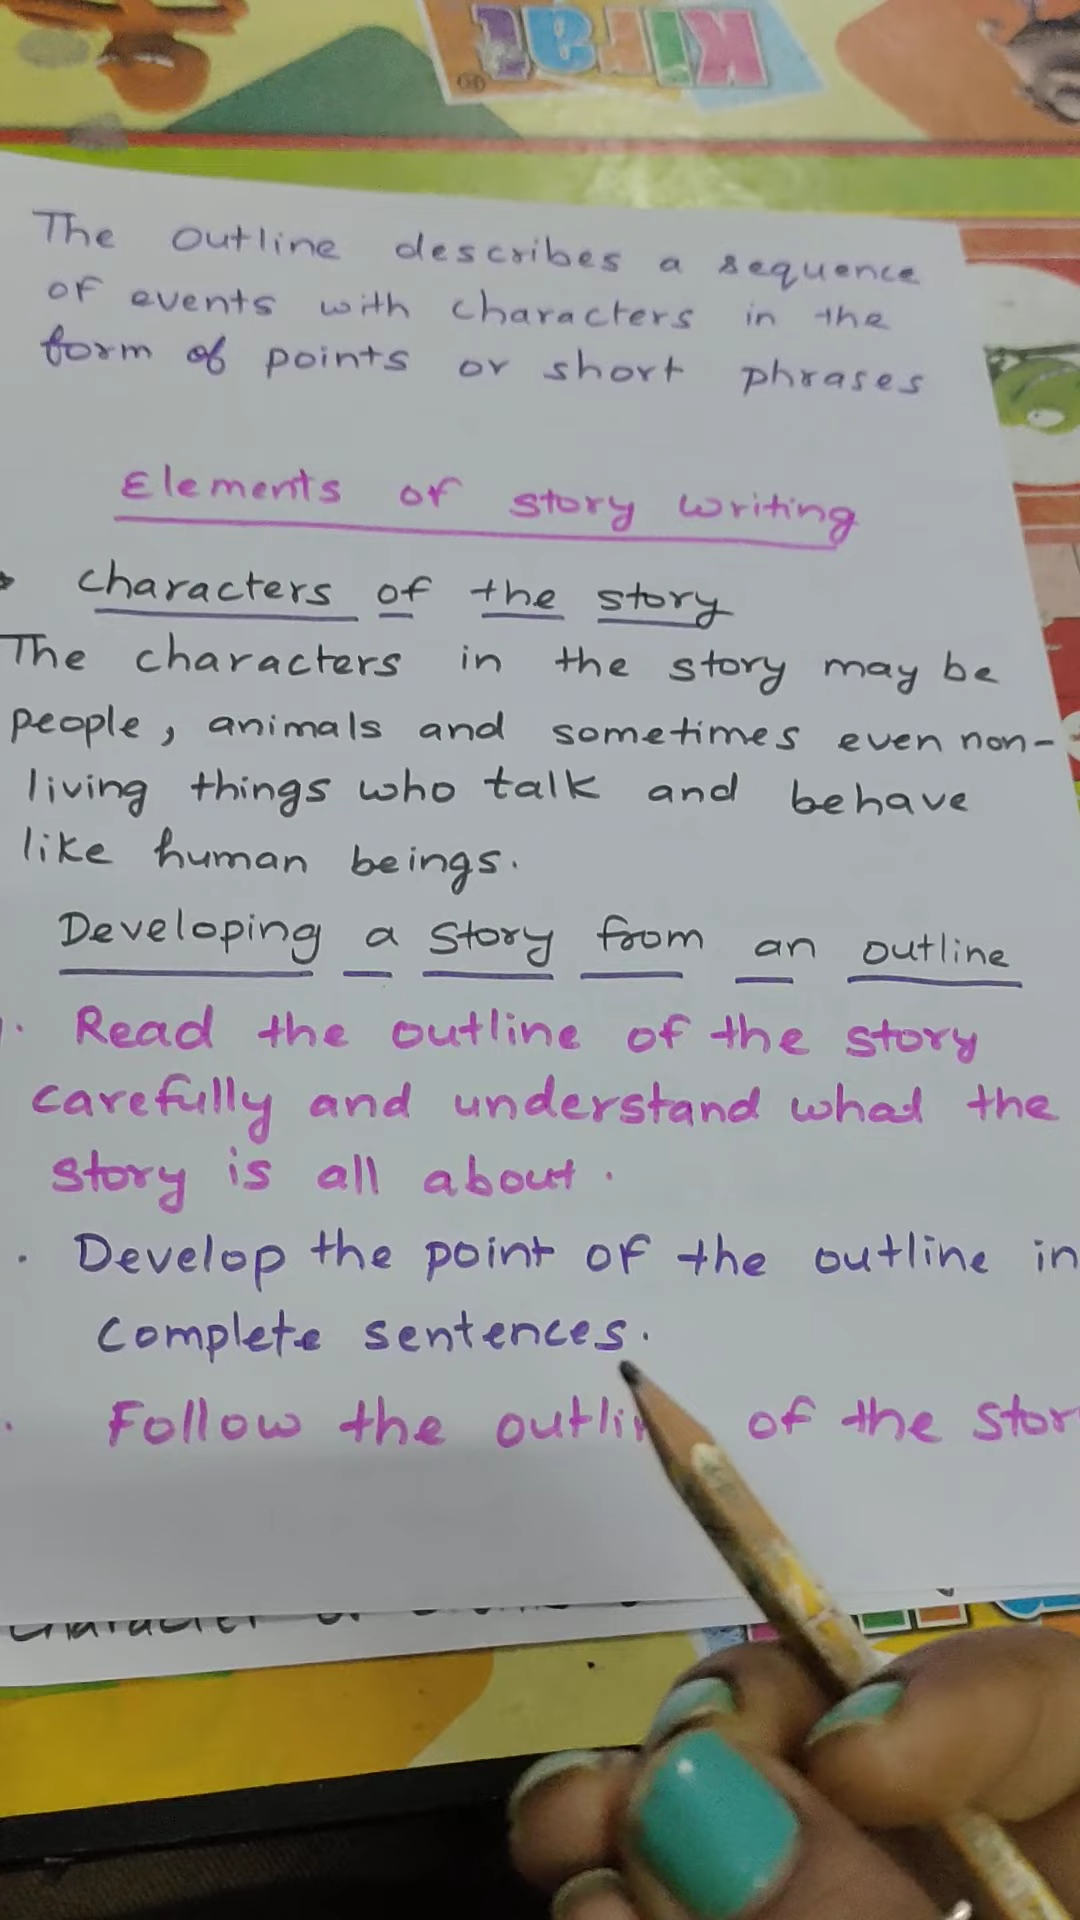 KIRAT
The outline describes a sequence
of events with characters in the
form of points or short phrases
Elements of story writing
characters of the story
The characters in the story may be
people, animals and sometimes even non-
living things who talk and behave
like human beings.
Developing a story from an outline
Read the outline of the story
carefully and understand what the
story is all about.
. Develop the point of the outline in
complete sentences.
. Follow the of the